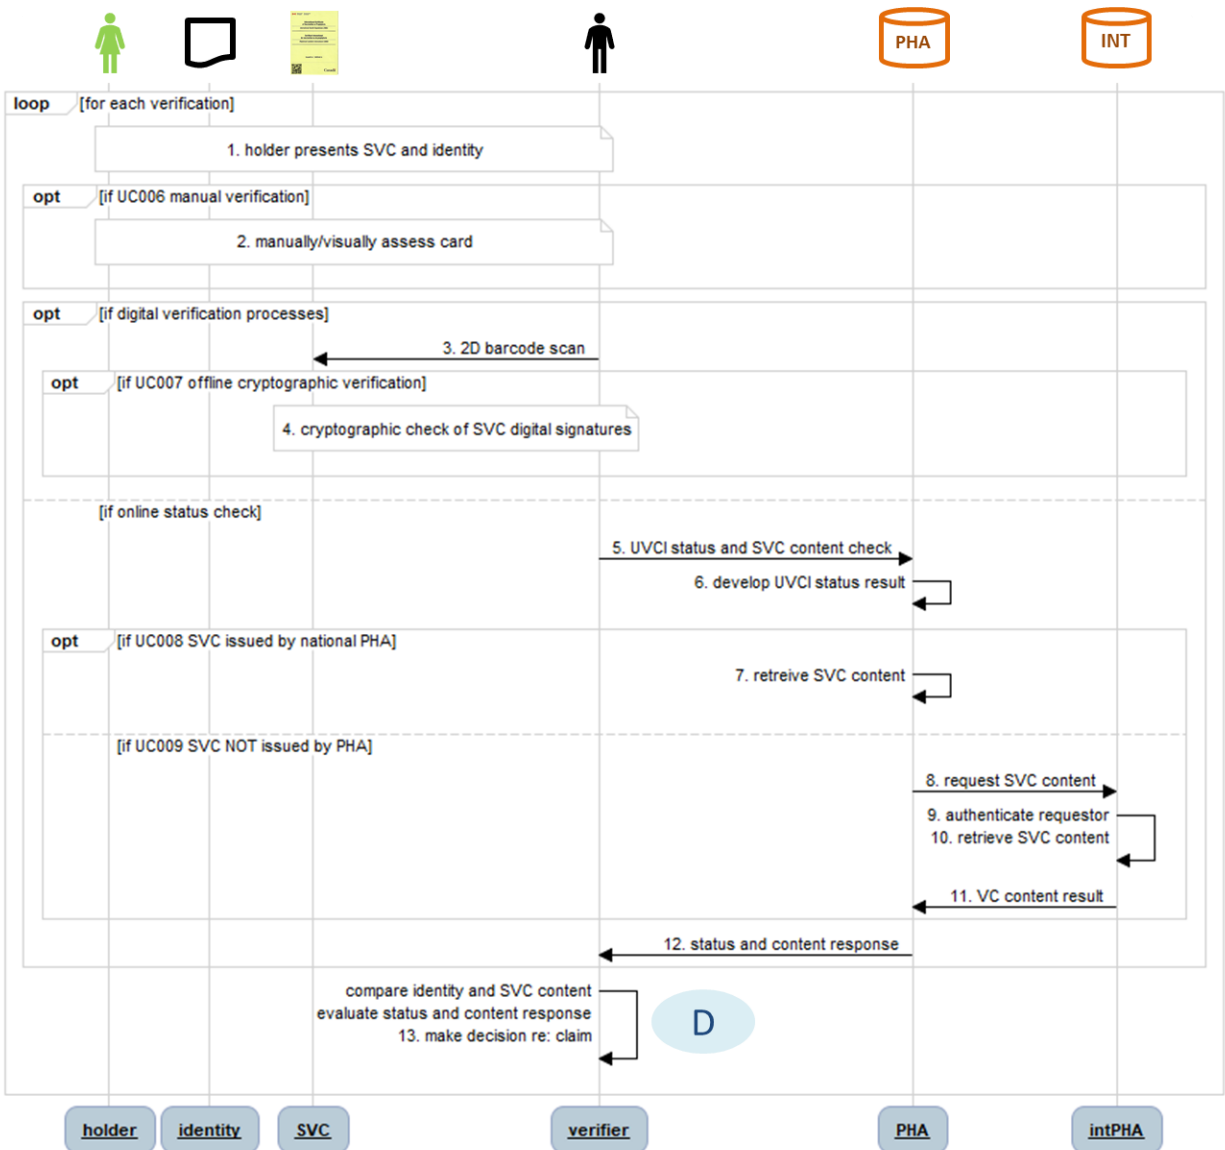 PHA
INT
loop
[for each verification]
1. holder presents SVC and identity
opt
[if UC006 manual verification]
2. manually/visually assess card
opt
[if digital verification processes]
3. 2D barcode scan
opt
[if UC007 offline cryptographic verification]
4. cryptographic check of SVC digital signatures
[if online status check]
5. UVCI status and SVC content check
6. develop UVCI status result
opt
[if UC008 SVC issued by national PHA]
7. retreive SVC content
[if UC009 SVC NOT issued by PHA]
8. request SVC content
9. authenticate requestor
10. retrieve SVC content
11. VC content result
12. status and content response
compare identity and SVC content
evaluate status and content response
13. make decision re: claim
D
holder
identity
SVC
verifier
PHA
intPHA